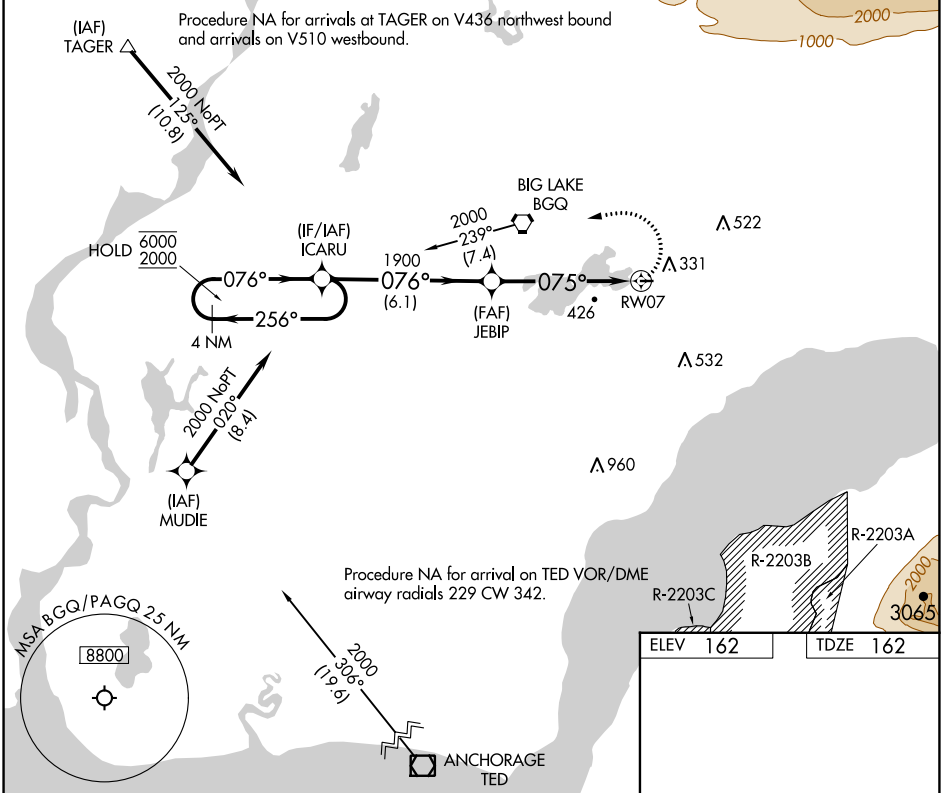 Procedure NA for arrivals at TAGER on V436 northwest bound
and arrivals on V510 westbound.
(IAF)
TAGER
2000
1000
2000 NoPT
125°
(10.8)
BIG LAKE
BGQ
2000
239°
(7.4)
522
331
HOLD
6000
2000
(IF/IAF)
ICARU
076°
256°
4 NM
1900
076°
(6.1)
(FAF)
JEBIP
075°
426
RW07
532
2000 NoPT
020°
(8.4)
960
(IAF)
MUDIE
R-2203A
R-2203B
R-2203C
2000
3065
Procedure NA for arrival on TED VOR/DME
airway radials 229 CW 342.
MSA BGQ/PAGQ 25 NM
8800
2000
306°
(19.6)
ANCHORAGE
TED
ELEV 162
TDZE 162